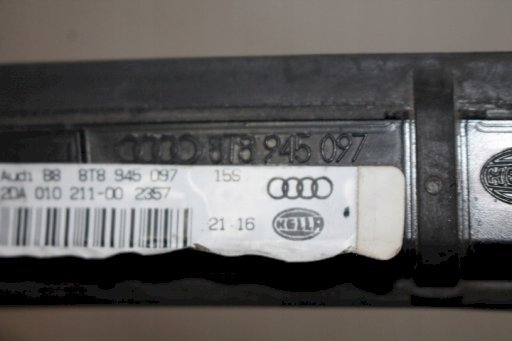 8T8 945 097
Audi B8 8T8 945 097 15S
2DA 010 211-00 2357
21 16
HELLA